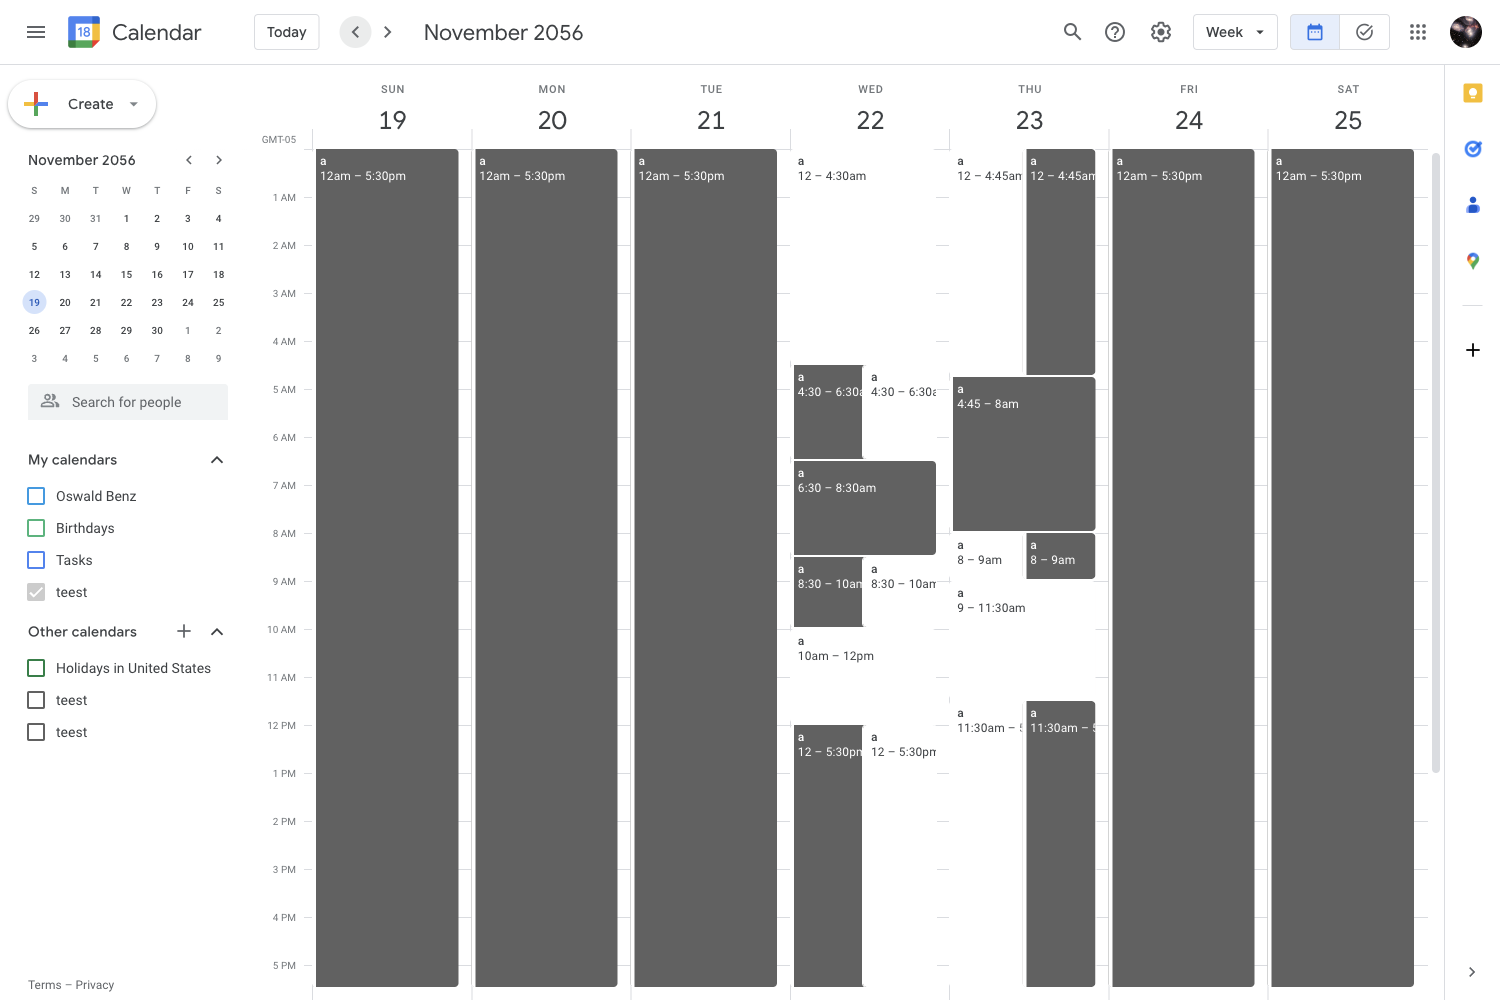 18
Calendar
Today
November 2056
Week
Create
November 2056
S M T W T F S
29 30 31 1 2 3 4
5 6 7 8 9 10 11
12 13 14 15 16 17 18
19 20 21 22 23 24 25
26 27 28 29 30 1 2
3 4 5 6 7 8 9
Search for people
My calendars
Oswald Benz
Birthdays
Tasks
teest
Other calendars
Holidays in United States
teest
teest
Terms – Privacy
GMT-05
1 AM
2 AM
3 AM
4 AM
5 AM
6 AM
7 AM
8 AM
9 AM
10 AM
11 AM
12 PM
1 PM
2 PM
3 PM
4 PM
5 PM
SUN
19
a
12am – 5:30pm
MON
20
a
12am – 5:30pm
TUE
21
a
12am – 5:30pm
WED
22
a
12 – 4:30am
a
4:30 – 6:30a
a
4:30 – 6:30a
a
6:30 – 8:30am
a
8:30 – 10am
a
8:30 – 10am
a
10am – 12pm
a
12 – 5:30pm
a
12 – 5:30pm
THU
23
a
12 – 4:45am
a
12 – 4:45am
a
4:45 – 8am
a
8 – 9am
a
8 – 9am
a
9 – 11:30am
a
11:30am – 5
a
11:30am – 5
FRI
24
a
12am – 5:30pm
SAT
25
a
12am – 5:30pm